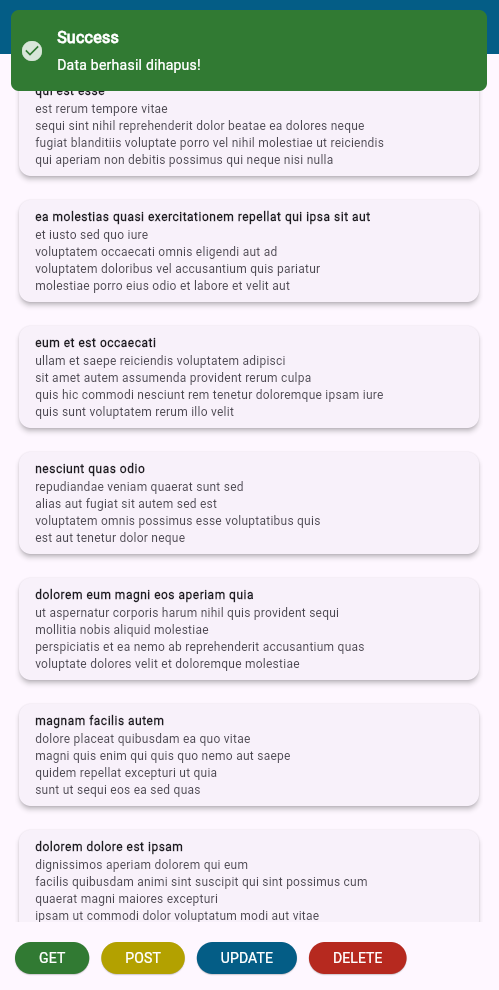 Success
Data berhasil dihapus!
qui est esse
est rerum tempore vitae
sequi sint nihil reprehenderit dolor beatae ea dolores neque
fugiat blanditiis voluptate porro vel nihil molestiae ut reiciendis
qui aperiam non debitis possimus qui neque nisi nulla
ea molestias quasi exercitationem repellat qui ipsa sit aut
et iusto sed quo iure
voluptatem occaecati omnis eligendi aut ad
voluptatem doloribus vel accusantium quis pariatur
molestiae porro eius odio et labore et velit aut
eum et est occaecati
ullam et saepe reiciendis voluptatem adipisci
sit amet autem assumenda provident rerum culpa
quis hic commodi nesciunt rem tenetur doloremque ipsam iure
quis sunt voluptatem rerum illo velit
nesciunt quas odio
repudiandae veniam quaerat sunt sed
alias aut fugiat sit autem sed est
voluptatem omnis possimus esse voluptatibus quis
est aut tenetur dolor neque
dolorem eum magni eos aperiam quia
ut aspernatur corporis harum nihil quis provident sequi
mollitia nobis aliquid molestiae
perspiciatis et ea nemo ab reprehenderit accusantium quas
voluptate dolores velit et doloremque molestiae
magnam facilis autem
dolore placeat quibusdam ea quo vitae
magni quis enim qui quis quo nemo aut saepe
quidem repellat excepturi ut quia
sunt ut sequi eos ea sed quas
dolorem dolore est ipsam
dignissimos aperiam dolorem qui eum
facilis quibusdam animi sint suscipit qui sint possimus cum
quaerat magni maiores excepturi
ipsam ut commodi dolor voluptatum modi aut vitae
GET
POST
UPDATE
DELETE